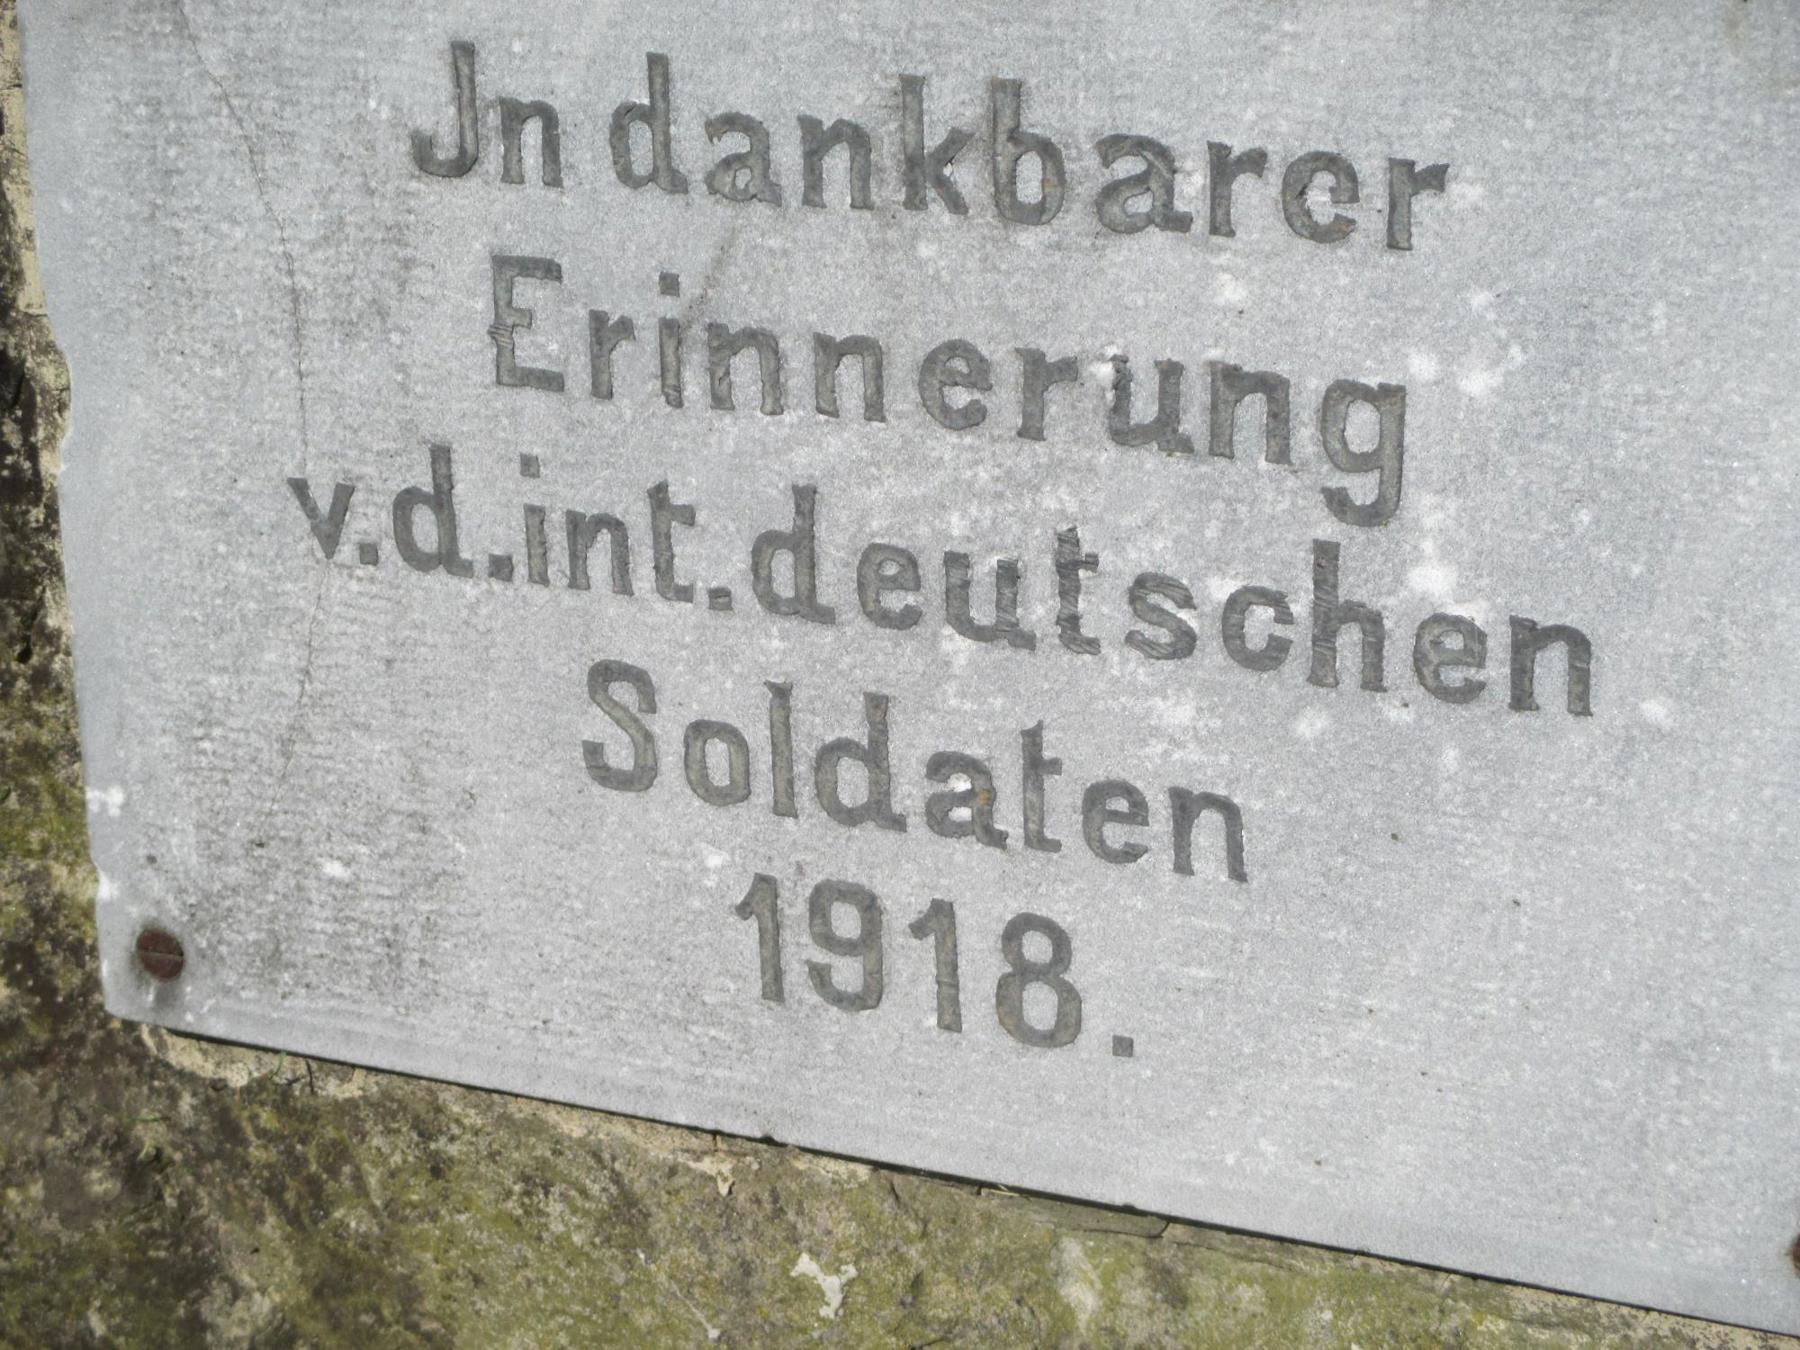 Jn dankbarer
Erinnerung
v.d.int.deutschen
Soldaten
1918.